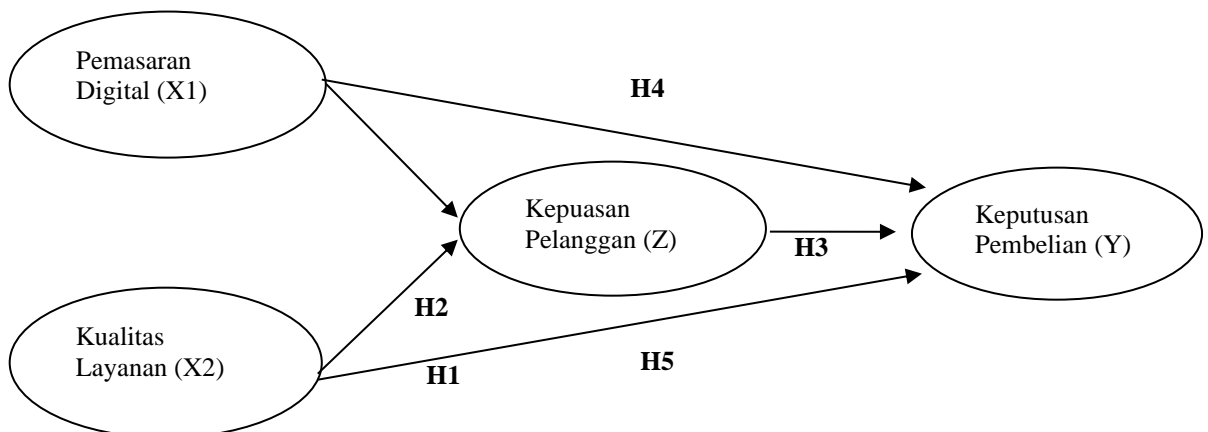 Pemasaran
Digital (X1)
H4
Kepuasan
Pelanggan (Z)
Keputusan
Pembelian (Y)
H3
H2
Kualitas
Layanan (X2)
H1
H5